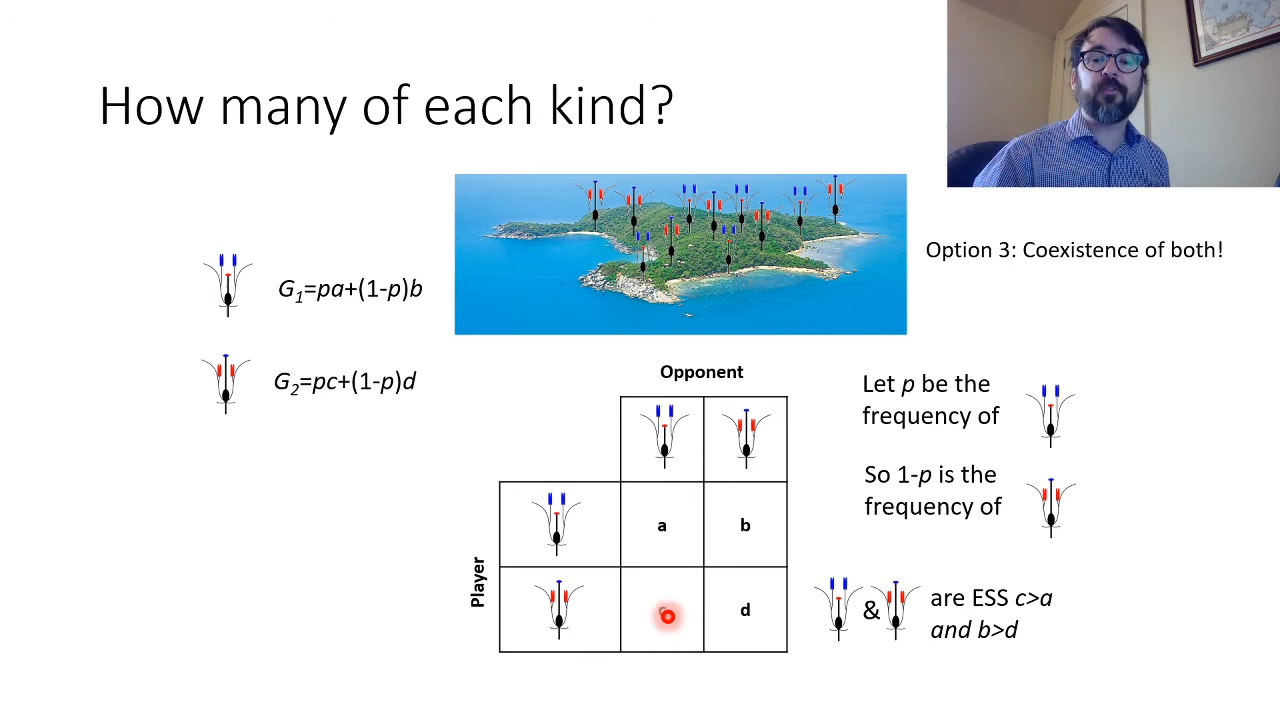 How many of each kind?
Option 3: Coexistence of both!
G1=pa+(1-p)b
G2=pc+(1-p)d
Opponent
Let p be the
frequency of
So 1-p is the
frequency of
Player
a b
d
& are ESS c>a
and b>d